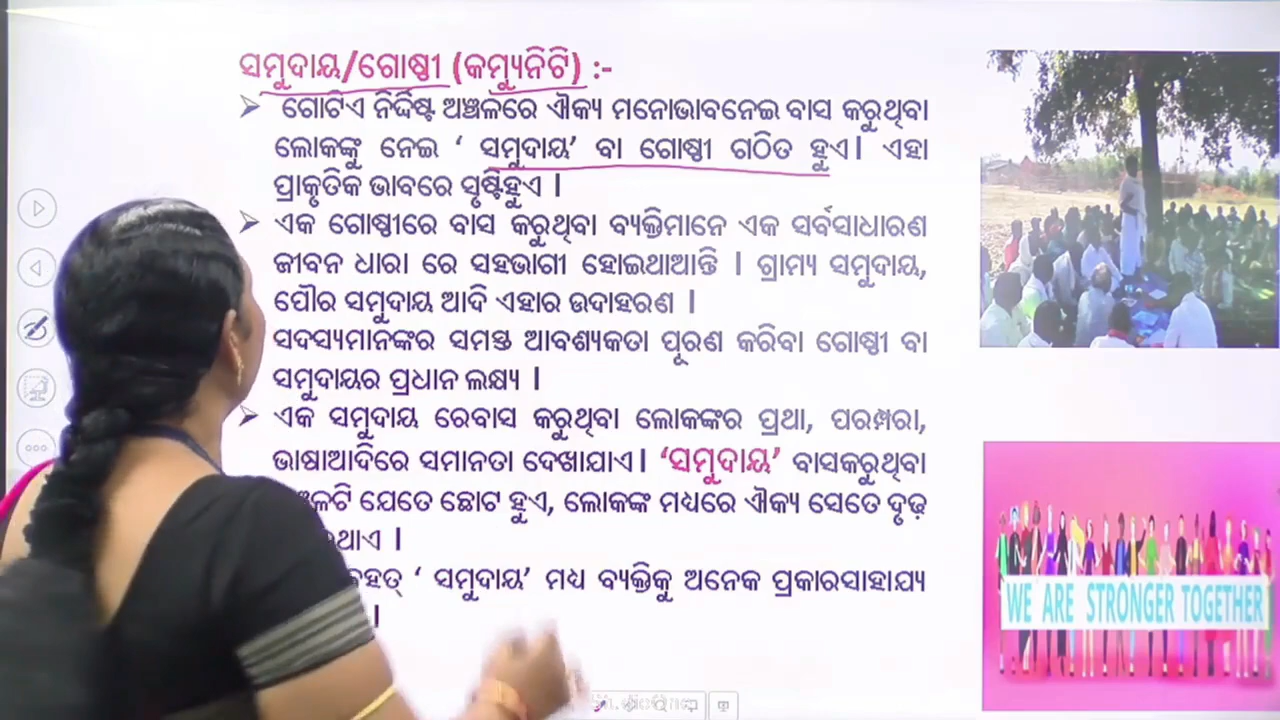 ସମୁଦାୟ/ଗୋଷ୍ଠୀ (କମ୍ୟୁନିଟି) :-
ଗୋଟିଏ ନିର୍ଦ୍ଦିଷ୍ଟ ଅଞ୍ଚଳରେ ଐକ୍ୟ ମନୋଭାବନେଇ ବାସ କରୁଥିବା
ଲୋକଙ୍କୁ ନେଇ ‘ ସମୁଦାୟ’ ବା ଗୋଷ୍ଠୀ ଗଠିତ ହୁଏ। ଏହା
ପ୍ରାକୃତିକ ଭାବରେ ସୃଷ୍ଟିହୁଏ ।
ଏକ ଗୋଷ୍ଠୀରେ ବାସ କରୁଥିବା ବ୍ୟକ୍ତିମାନେ ଏକ ସର୍ବସାଧାରଣ
ଜୀବନ ଧାରା ରେ ସହଭାଗୀ ହୋଇଥାଆନ୍ତି । ଗ୍ରାମ୍ୟ ସମୁଦାୟ,
ପୌର ସମୁଦାୟ ଆଦି ଏହାର ଉଦାହରଣ ।
ସଦସ୍ୟମାନଙ୍କର ସମସ୍ତ ଆବଶ୍ୟକତା ପୂରଣ କରିବା ଗୋଷ୍ଠୀ ବା
ସମୁଦାୟର ପ୍ରଧାନ ଲକ୍ଷ୍ୟ ।
ଏକ ସମୁଦାୟ ରେବାସ କରୁଥିବା ଲୋକଙ୍କର ପ୍ରଥା, ପରମ୍ପରା,
ଭାଷାଆଦିରେ ସମାନତା ଦେଖାଯାଏ। ‘ସମୁଦାୟ’ ବାସକରୁଥିବା
ଯେତେ ଛୋଟ ହୁଏ, ଲୋକଙ୍କ ମଧ୍ୟରେ ଐକ୍ୟ ସେତେ ଦୃଢ଼
‘ ସମୁଦାୟ’ ମଧ୍ୟ ବ୍ୟକ୍ତିକୁ ଅନେକ ପ୍ରକାରସାହାଯ୍ୟ
WE ARE STRONGER TOGETHER